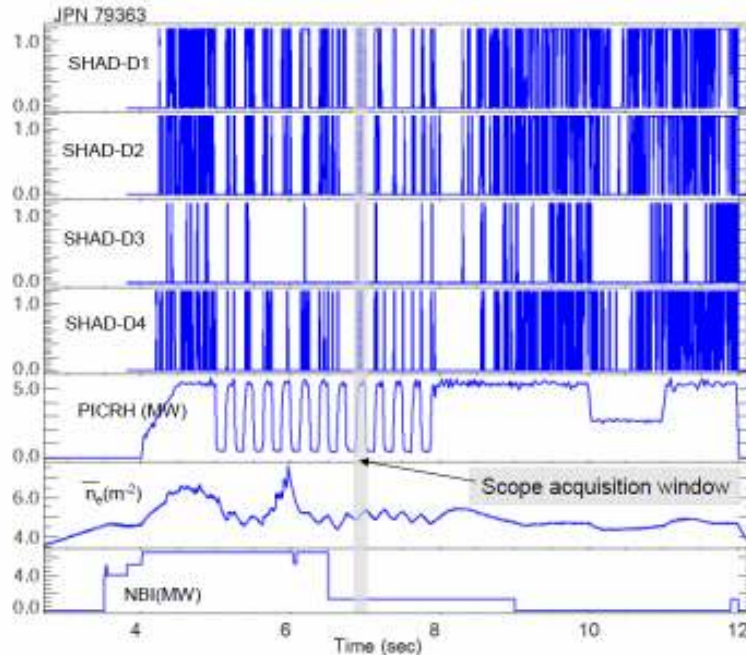 JPN 79363
1.0
SHAD-D1
0.0
1.0
SHAD-D2
0.0
1.0
SHAD-D3
0.0
1.0
SHAD-D4
0.0
5.0
PICRH (MW)
0.0
Scope acquisition window
6.0
n̅e(m⁻²)
4.0
4.0
NBI(MW)
0.0
4 6 8 10 12
Time (sec)